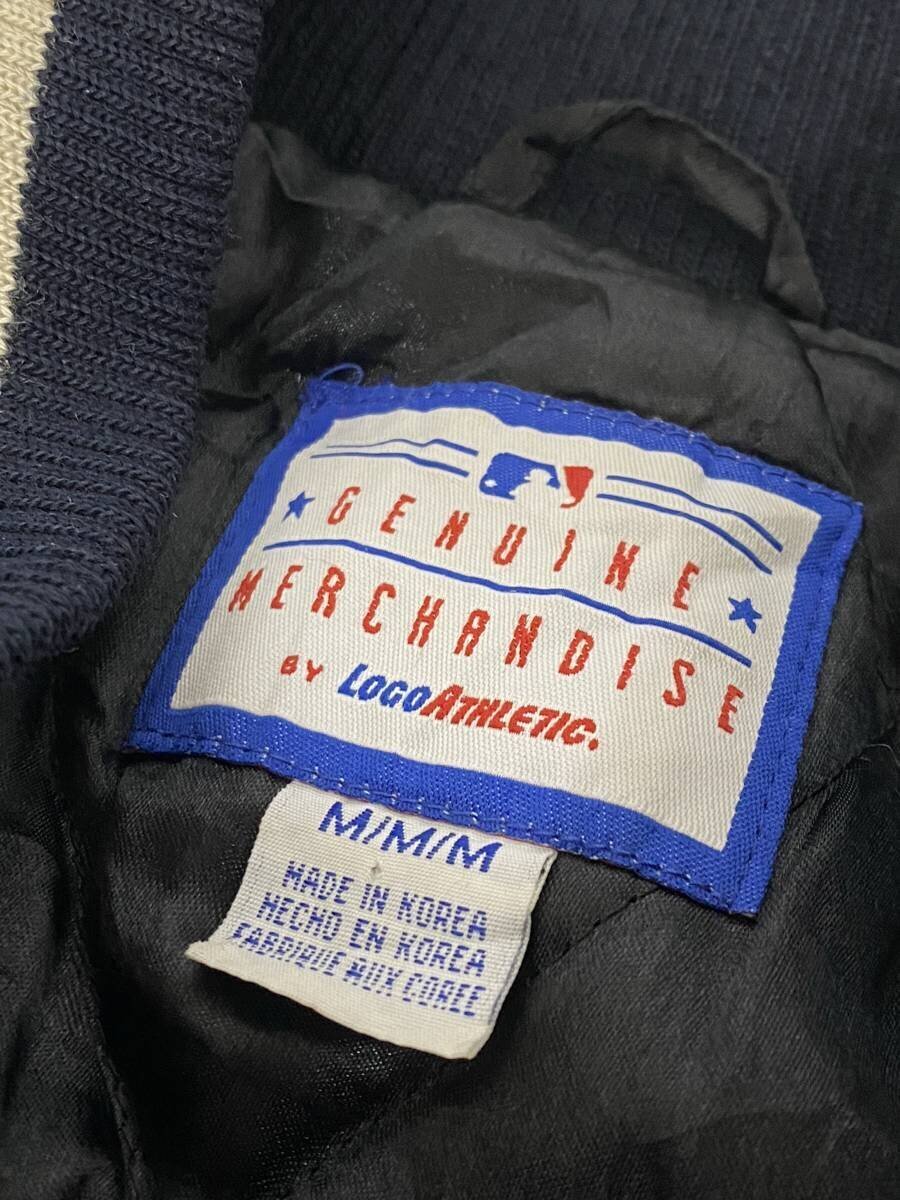 GENUINE
MERCHANDISE
BY LOGOATHLETIC.
M/M/M
MADE IN KOREA
HECHO EN KOREA
FABRIQUE AUX COREE